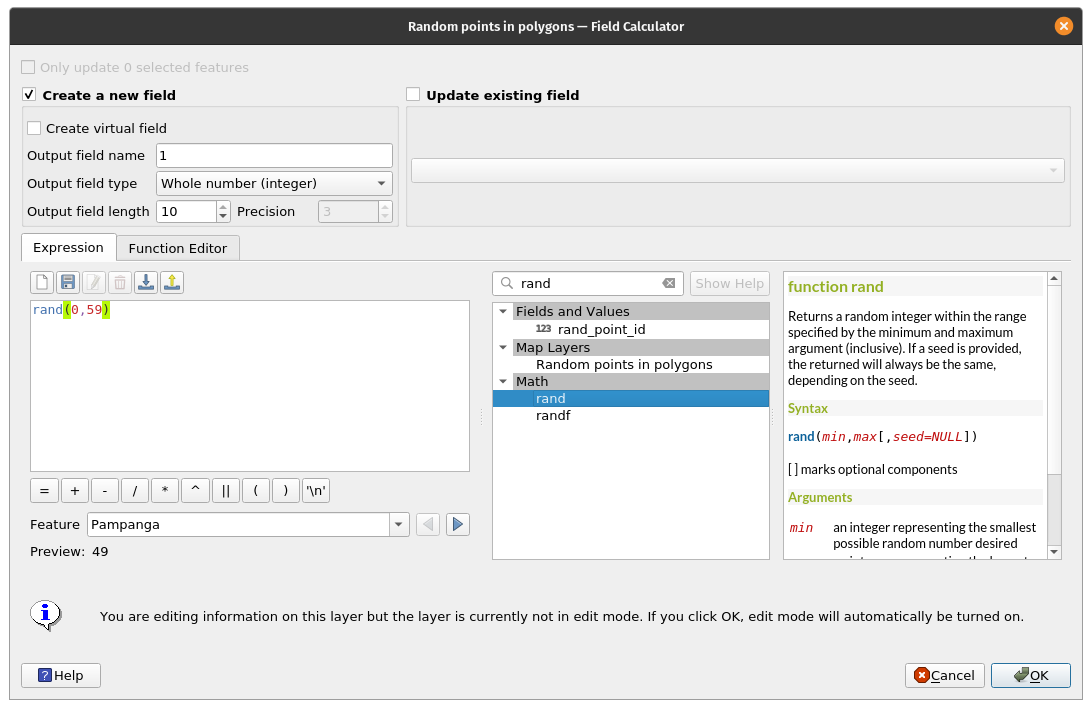 Random points in polygons — Field Calculator
Only update 0 selected features
Create a new field
Update existing field
Create virtual field
Output field name 1
Output field type Whole number (integer)
Output field length 10 Precision 3
Expression Function Editor
rand(0,59)
= + - / * ^ || ( ) '\n'
Feature Pampanga
Preview: 49
rand
Show Help
Fields and Values
123 rand_point_id
Map Layers
Random points in polygons
Math
rand
randf
function rand
Returns a random integer within the range
specified by the minimum and maximum
argument (inclusive). If a seed is provided,
the returned will always be the same,
depending on the seed.
Syntax
rand(min,max[,seed=NULL])
[ ] marks optional components
Arguments
min an integer representing the smallest
possible random number desired
You are editing information on this layer but the layer is currently not in edit mode. If you click OK, edit mode will automatically be turned on.
? Help
Cancel
OK